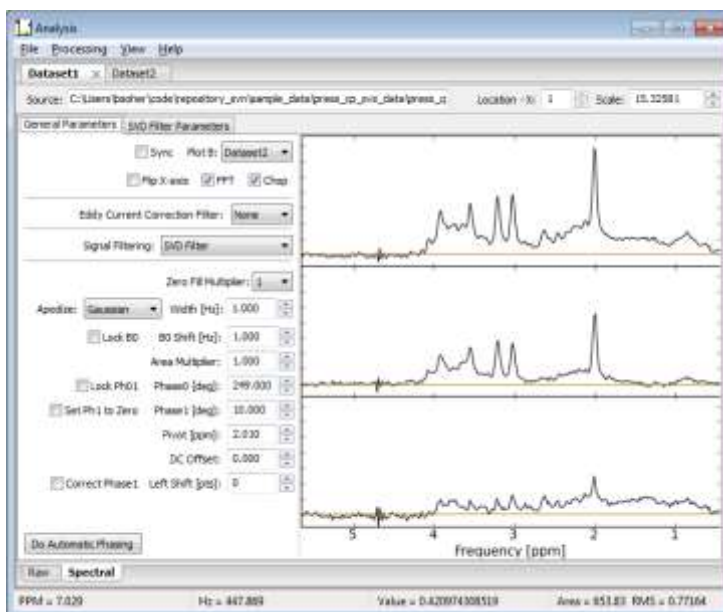 Analysis
File Processing View Help
Dataset1 × Dataset2
Source: C:\Users\bsoher\code\repository_svn\sample_data\press_cp_svs_data\press_c Location - X: 1 Scale: 15.32581
General Parameters SVD Filter Parameters
Sync Plot B: Dataset2
Flip X-axis FFT Chop
Eddy Current Correction Filter: None
Signal Filtering: SVD Filter
Zero Fill Multiplier: 1
Apodize: Gaussian Width [Hz]: 1.000
Lock B0 B0 Shift [Hz]: 1.000
Area Multiplier: 1.000
Lock Ph01 Phase0 [deg]: 249.000
Set Ph1 to Zero Phase1 [deg]: 10.000
Pivot [ppm]: 2.010
DC Offset: 0.000
Correct Phase1 Left Shift [pts]: 0
Do Automatic Phasing
5 4 3 2 1
Frequency [ppm]
Raw Spectral
PPM = 7.029 Hz = 447.869 Value = 0.420974308519 Area = 653.83 RMS = 0.77164